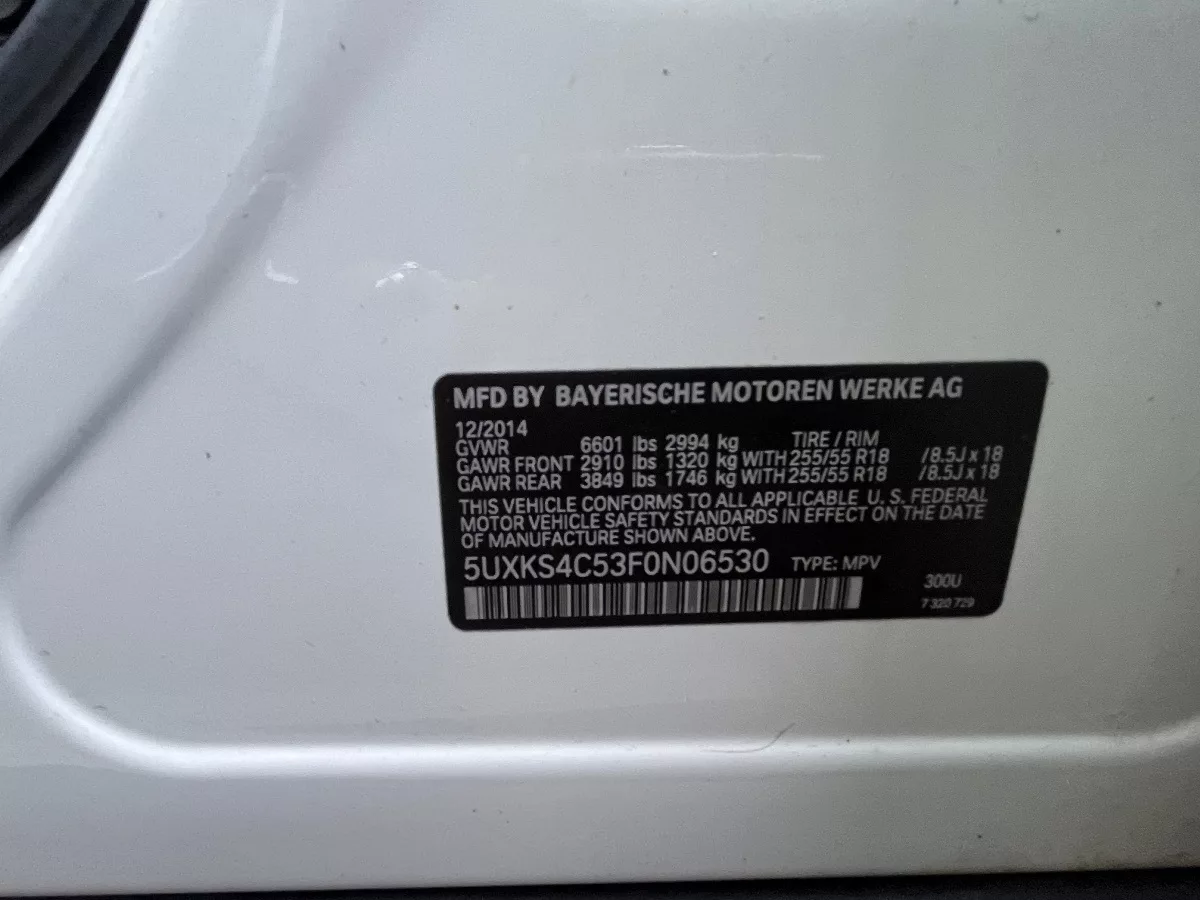 MFD BY BAYERISCHE MOTOREN WERKE AG
12/2014
GVWR 6601 lbs 2994 kg TIRE / RIM
GAWR FRONT 2910 lbs 1320 kg WITH 255/55 R18 /8.5J x 18
GAWR REAR 3849 lbs 1746 kg WITH 255/55 R18 /8.5J x 18
THIS VEHICLE CONFORMS TO ALL APPLICABLE U. S. FEDERAL
MOTOR VEHICLE SAFETY STANDARDS IN EFFECT ON THE DATE
OF MANUFACTURE SHOWN ABOVE.
5UXKS4C53F0N06530 TYPE: MPV
300U
7 320 729